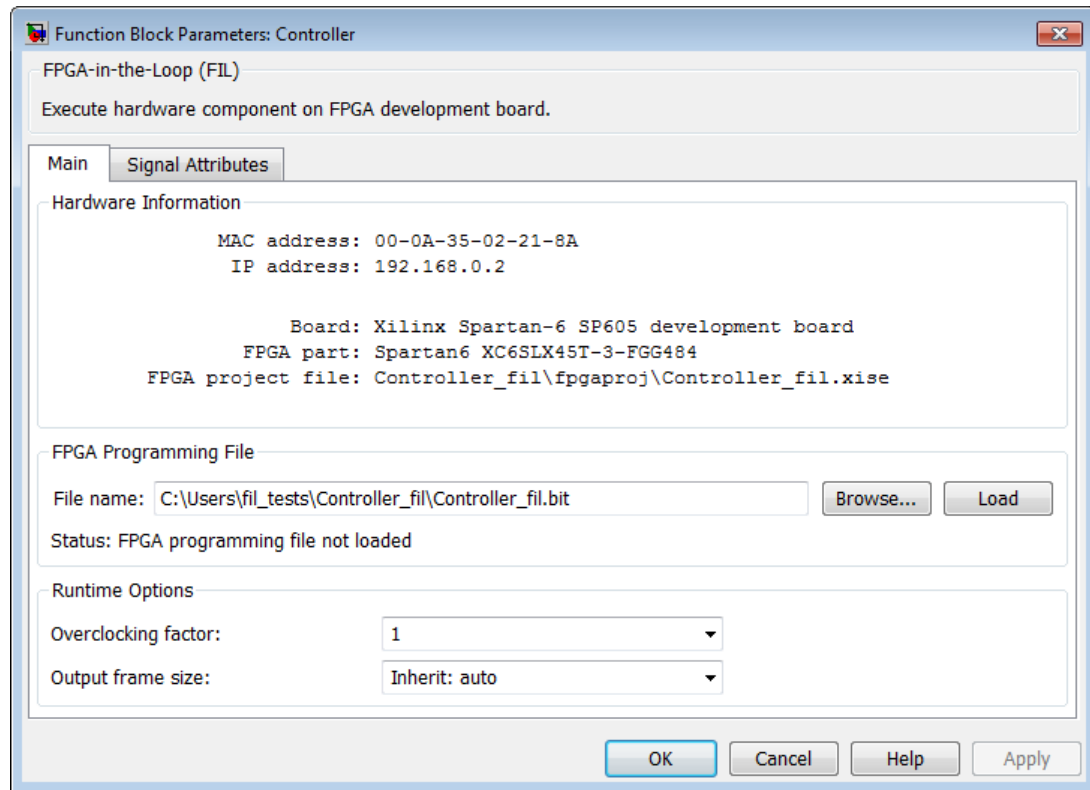 Function Block Parameters: Controller
FPGA-in-the-Loop (FIL)
Execute hardware component on FPGA development board.
Main Signal Attributes
Hardware Information
MAC address: 00-0A-35-02-21-8A
IP address: 192.168.0.2
Board: Xilinx Spartan-6 SP605 development board
FPGA part: Spartan6 XC6SLX45T-3-FGG484
FPGA project file: Controller_fil\fpgaproj\Controller_fil.xise
FPGA Programming File
File name: C:\Users\fil_tests\Controller_fil\Controller_fil.bit Browse... Load
Status: FPGA programming file not loaded
Runtime Options
Overclocking factor: 1
Output frame size: Inherit: auto
OK Cancel Help Apply